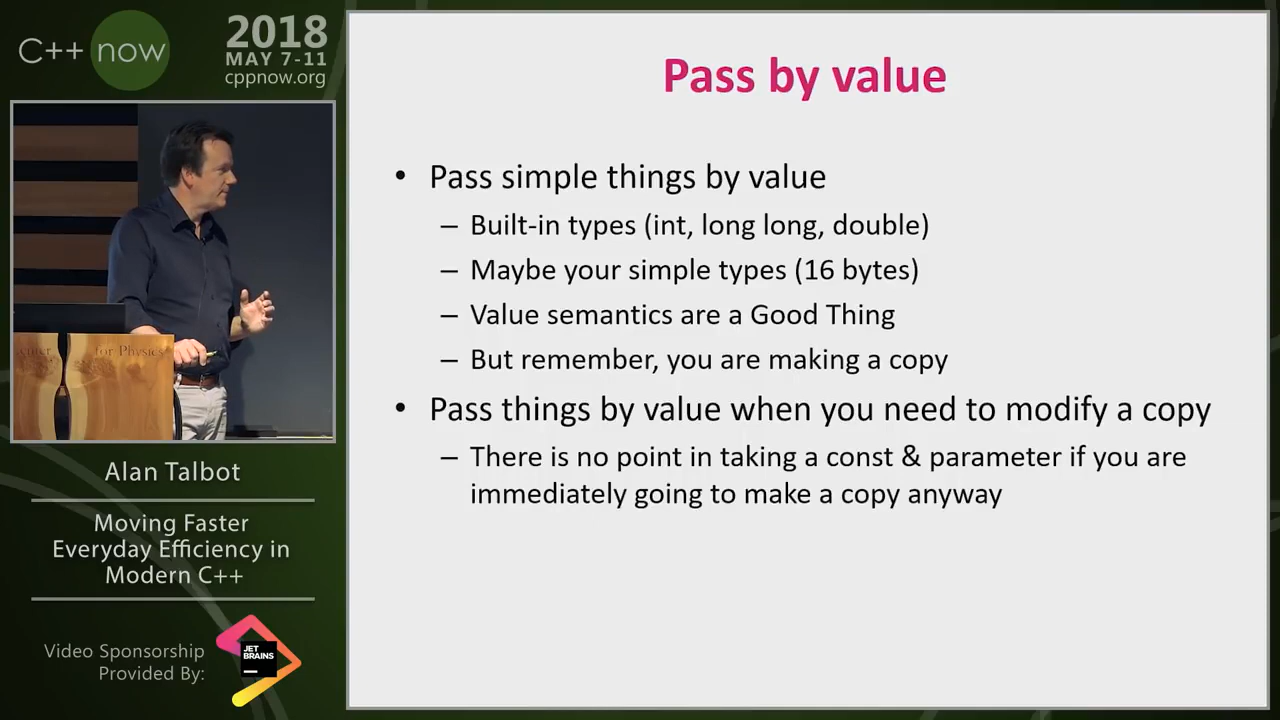 C++ now
2018
MAY 7-11
cppnow.org
Pass by value
• Pass simple things by value
– Built-in types (int, long long, double)
– Maybe your simple types (16 bytes)
– Value semantics are a Good Thing
– But remember, you are making a copy
• Pass things by value when you need to modify a copy
– There is no point in taking a const & parameter if you are
immediately going to make a copy anyway
for Physics
Alan Talbot
Moving Faster
Everyday Efficiency in
Modern C++
Video Sponsorship
Provided By:
JET
BRAINS